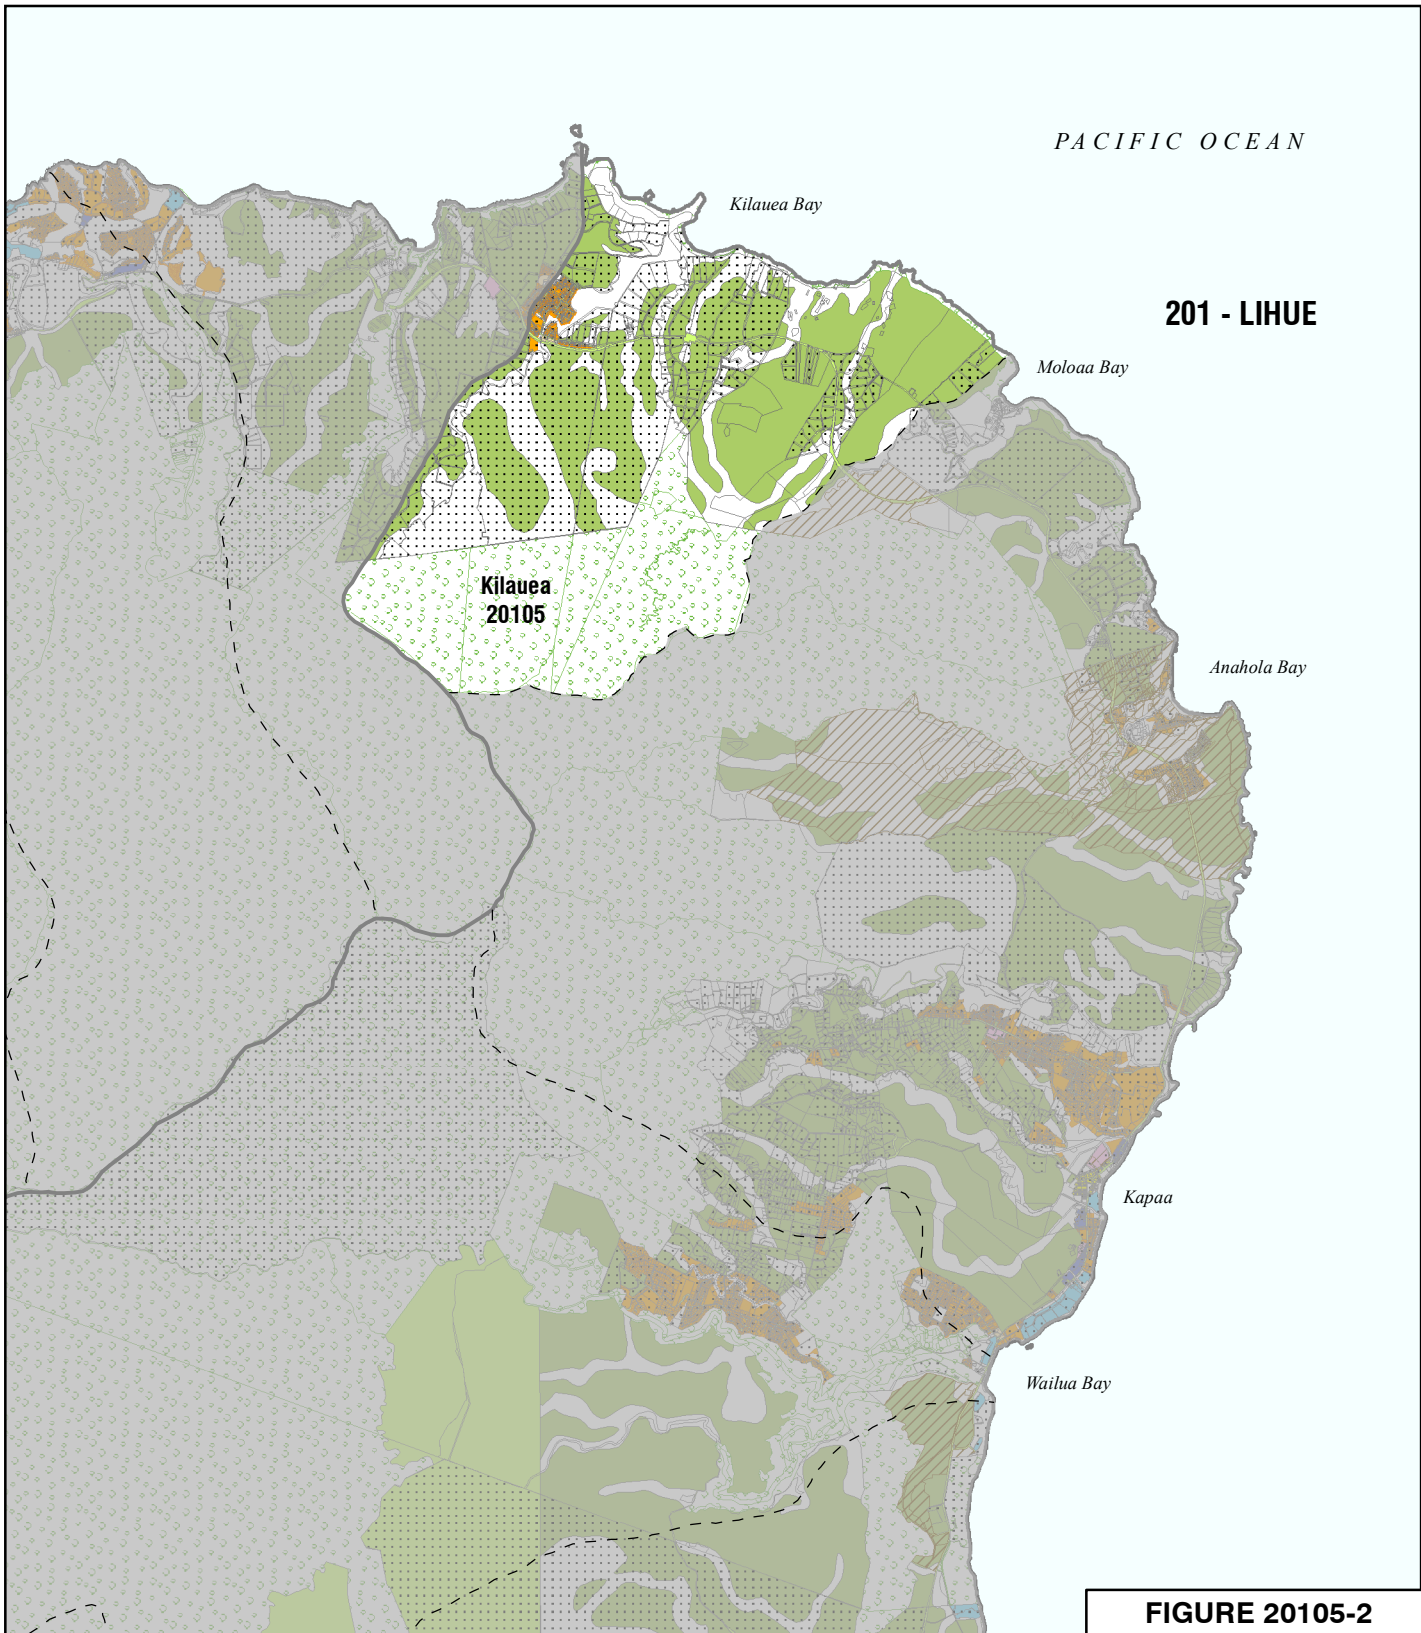 PACIFIC OCEAN
Kilauea Bay
201 - LIHUE
Moloaa Bay
Kilauea
20105
Anahola Bay
Kapaa
Wailua Bay
FIGURE 20105-2